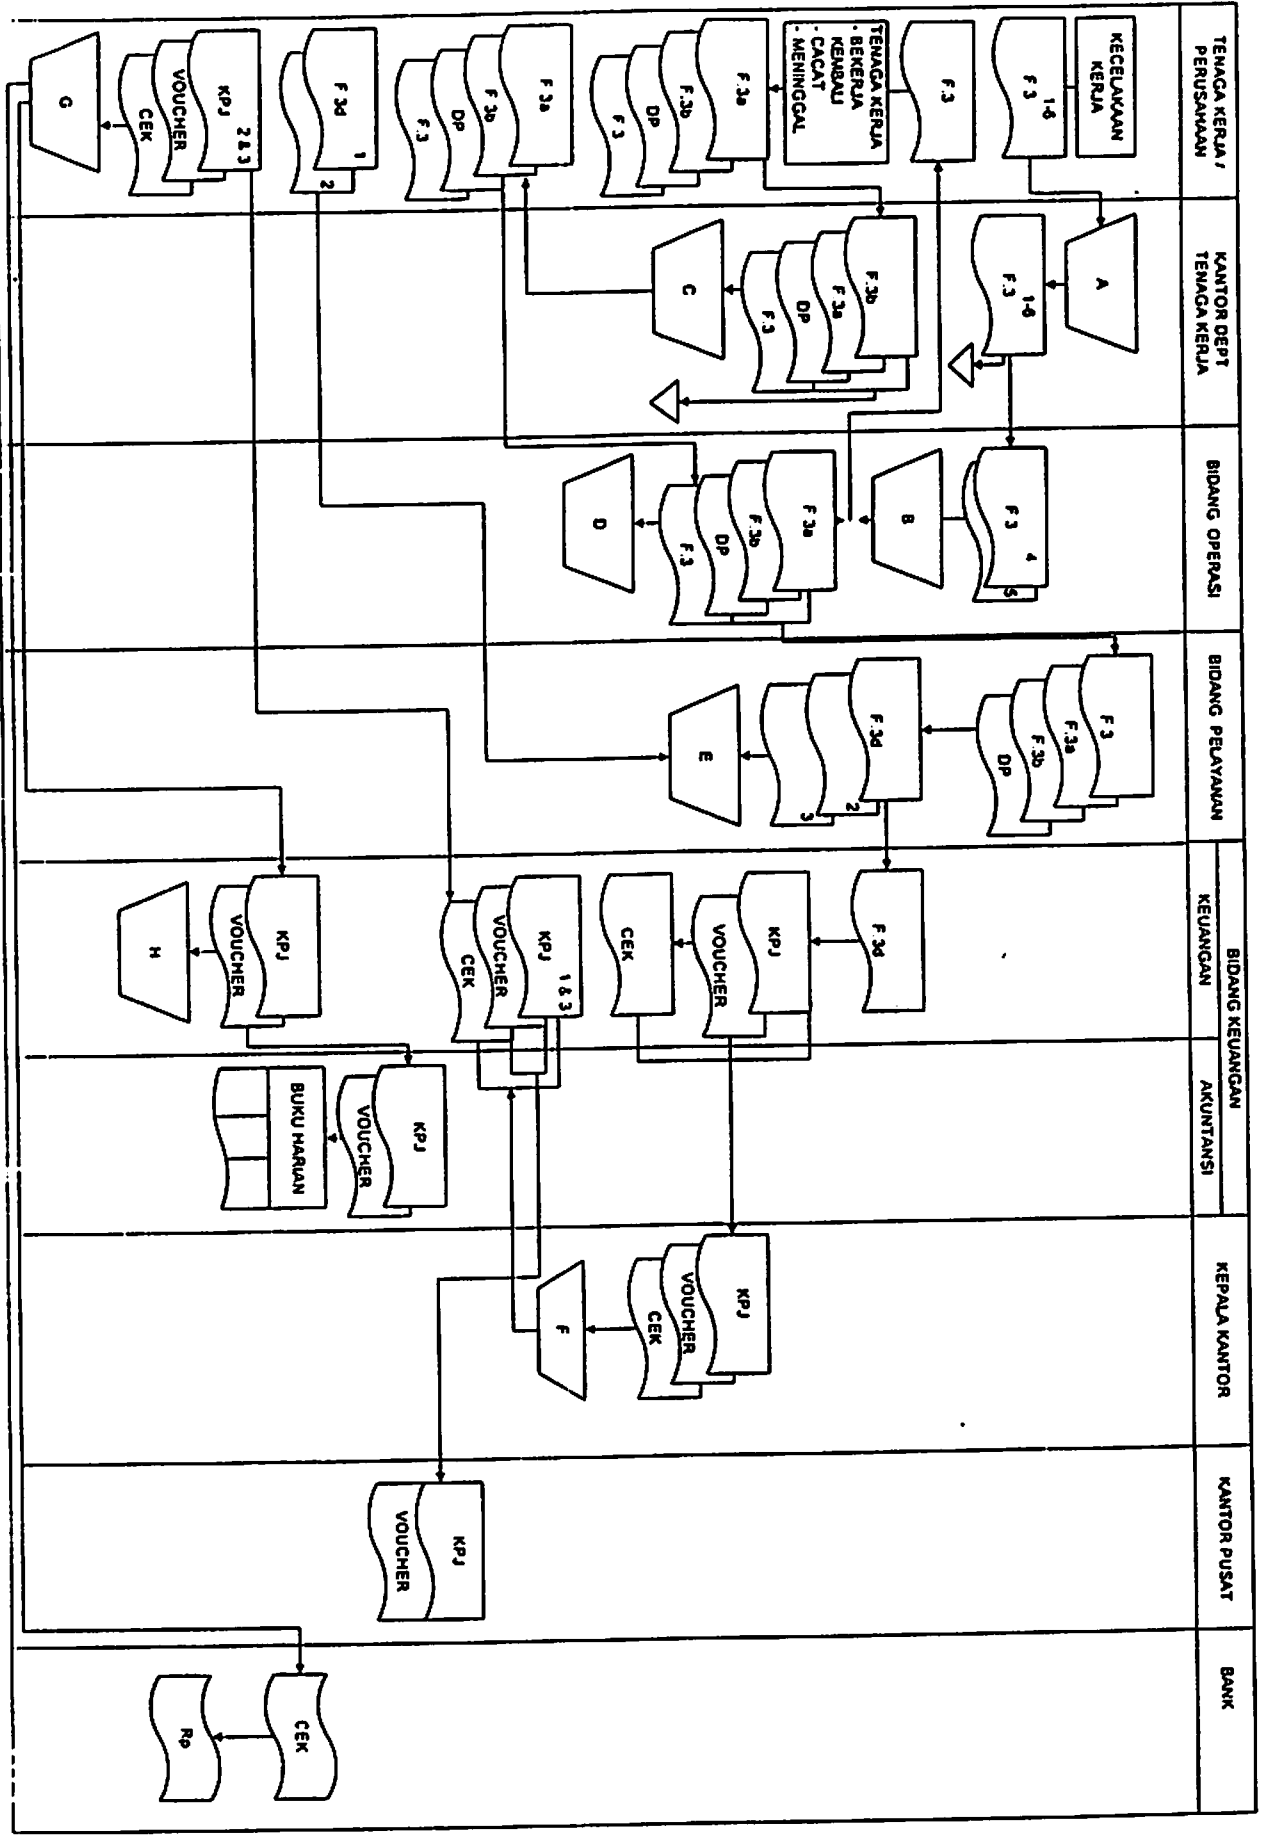 TENAGA KERJA /
PERUSAHAAN
KANTOR DEPT
TENAGA KERJA
BIDANG OPERASI
BIDANG PELAYANAN
BIDANG KEUANGAN
KEUANGAN
AKUNTANSI
KEPALA KANTOR
KANTOR PUSAT
BANK
KECELAKAAN
KERJA
1-6
F.3
F.3
TENAGA KERJA
- BEKERJA
KEMBALI
- CACAT
- MENINGGAL
F.3a
F.3b
DP
F.3
F 3a
F 3b
DP
F.3
F 3d
1
2
KPJ
2 & 3
VOUCHER
CEK
G
A
1-6
F.3
F.3b
F.3a
DP
F.3
C
F.3
4
5
B
F.3a
F.3b
DP
F.3
D
F 3
F.3a
F.3b
DP
F.3d
2
3
E
F.3d
KPJ
VOUCHER
CEK
KPJ
1 & 3
VOUCHER
CEK
KPJ
VOUCHER
H
KPJ
VOUCHER
BUKU HARIAN
KPJ
VOUCHER
CEK
F
KPJ
VOUCHER
CEK
Rp